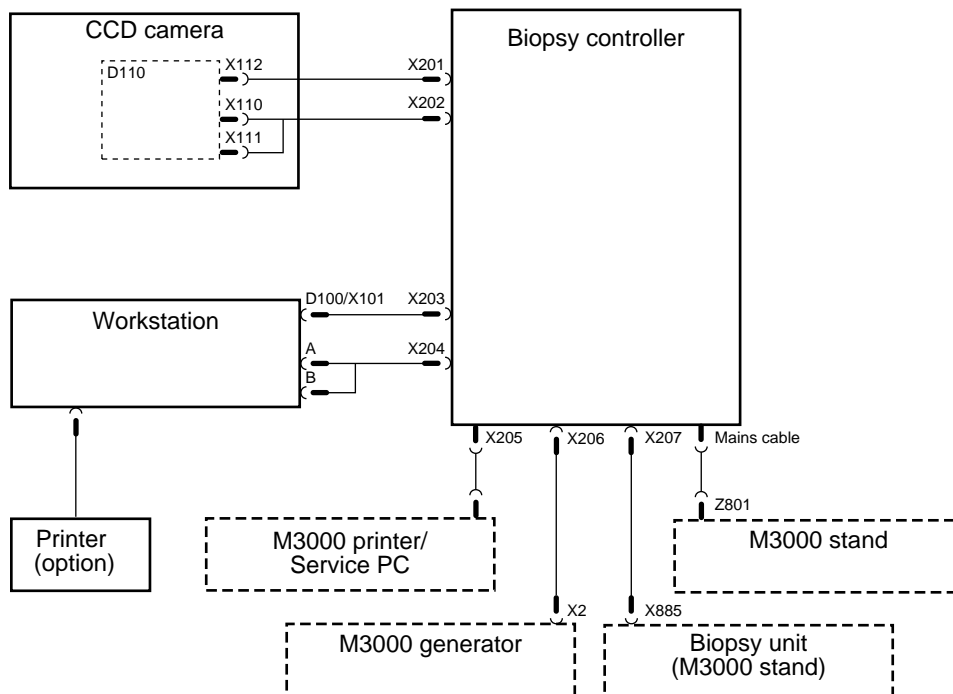 CCD camera
Biopsy controller
D110
X112
X201
X110
X202
X111
D100/X101
X203
Workstation
A
X204
B
X205
X206
X207
Mains cable
Z801
Printer
(option)
M3000 printer/
Service PC
M3000 stand
X2
X885
M3000 generator
Biopsy unit
(M3000 stand)